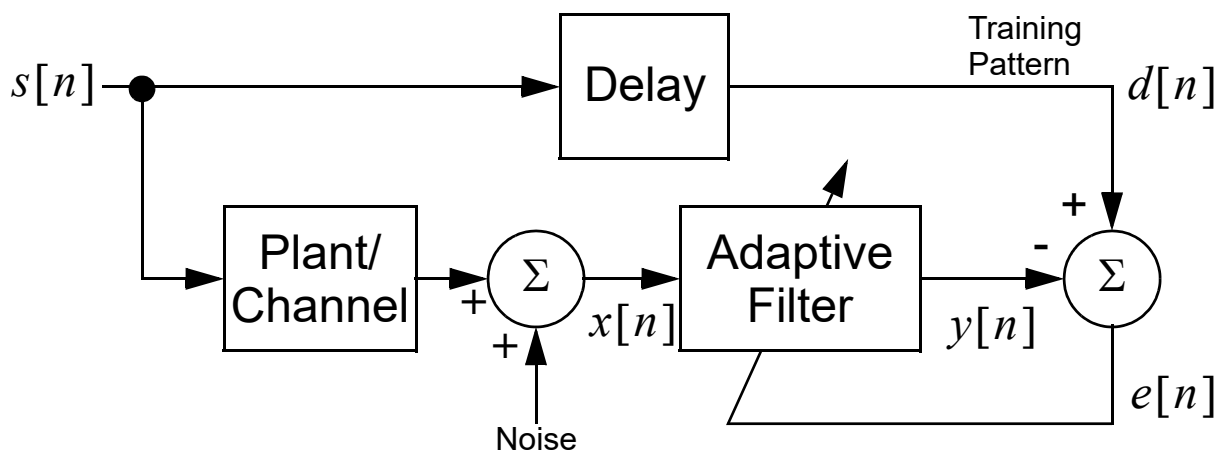 Training
Pattern
s[n]
Delay
d[n]
+
-
Plant/
Channel
Σ
Adaptive
Filter
Σ
+
x[n]
y[n]
+
e[n]
Noise